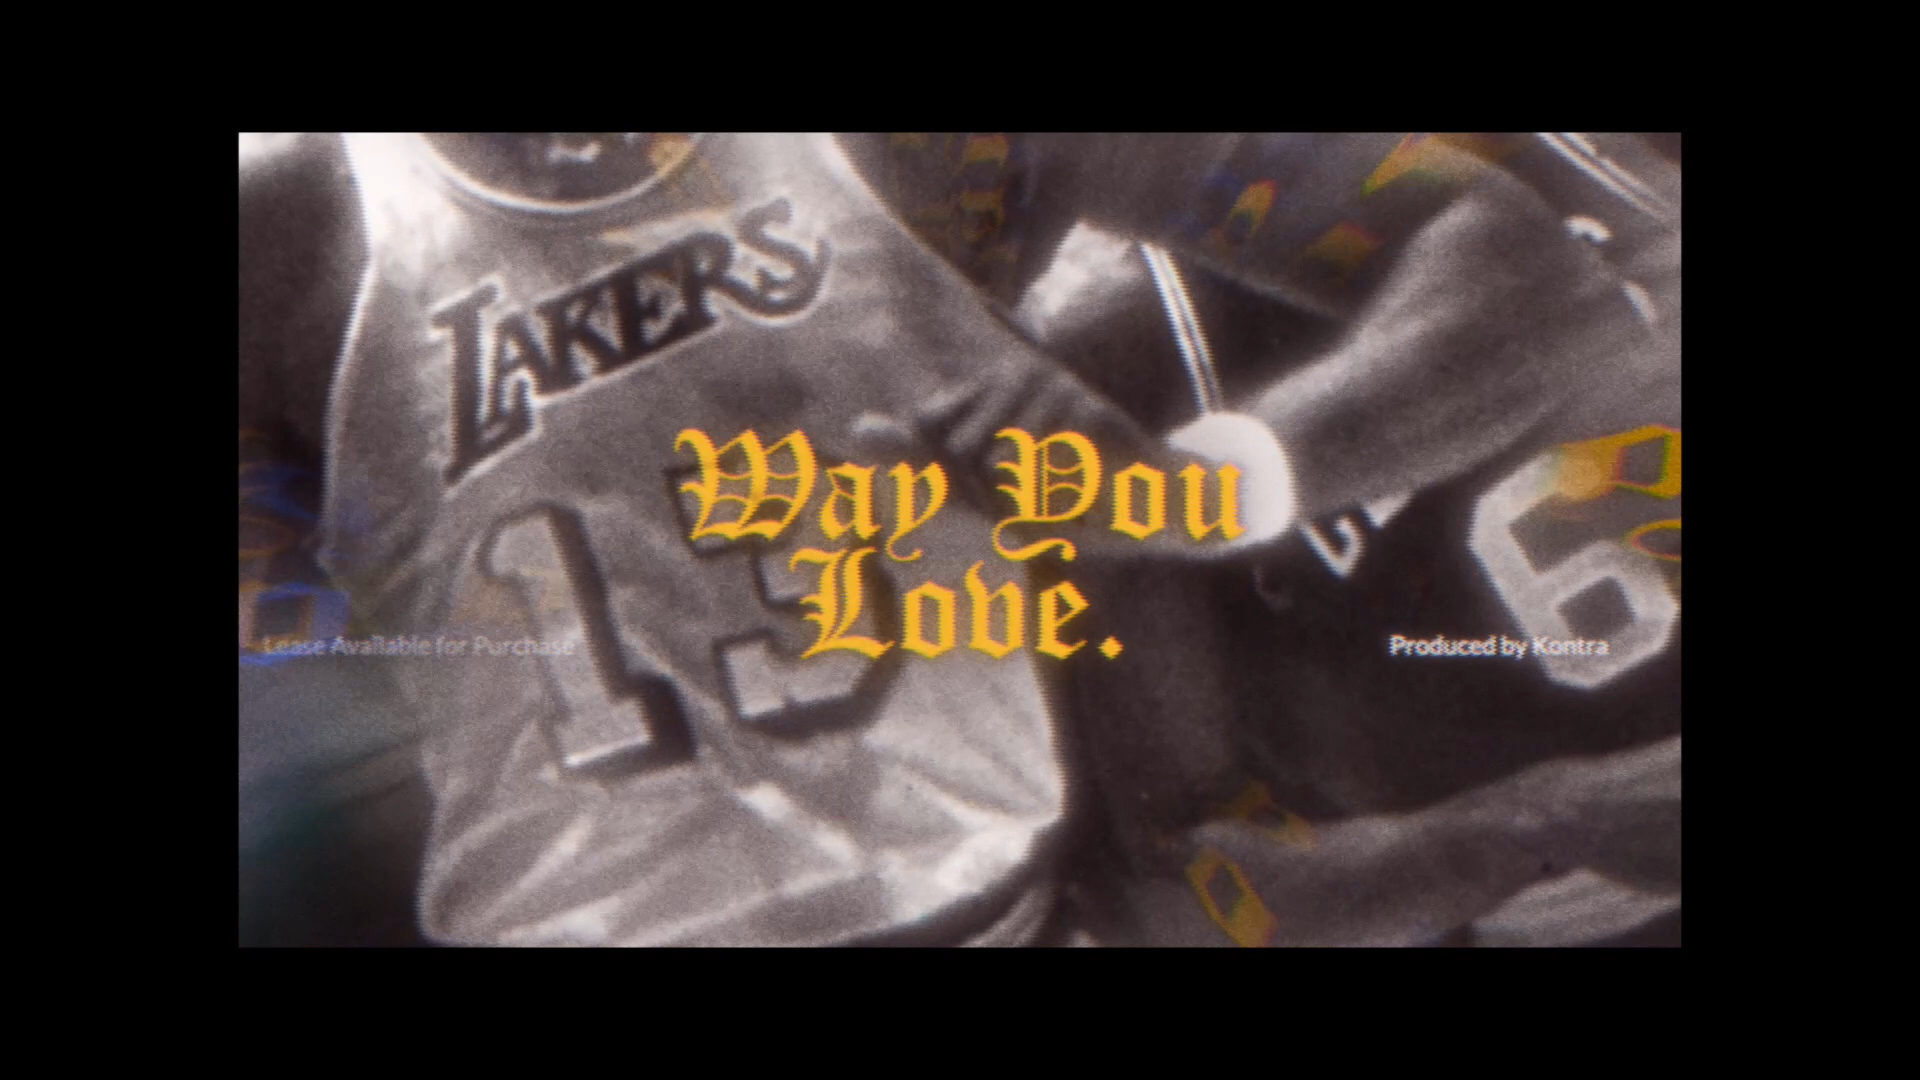 LAKERS
13
6
Way You
Love.
Lease Available for Purchase
Produced by Kontra